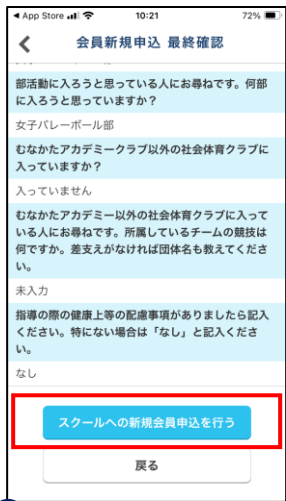 App Store 10:21 72%
会員新規申込 最終確認
部活動に入ろうと思っている人にお尋ねです。何部
に入ろうと思っていますか？
女子バレーボール部
むなかたアカデミークラブ以外の社会体育クラブに
入っていますか？
入っていません
むなかたアカデミー以外の社会体育クラブに入って
いる人にお尋ねです。所属しているチームの競技は
何ですか。差支えがなければ団体名も教えてくださ
い。
未入力
指導の際の健康上等の配慮事項がありましたら記入
ください。特にない場合は「なし」と記入くださ
い。
なし
スクールへの新規会員申込を行う
戻る